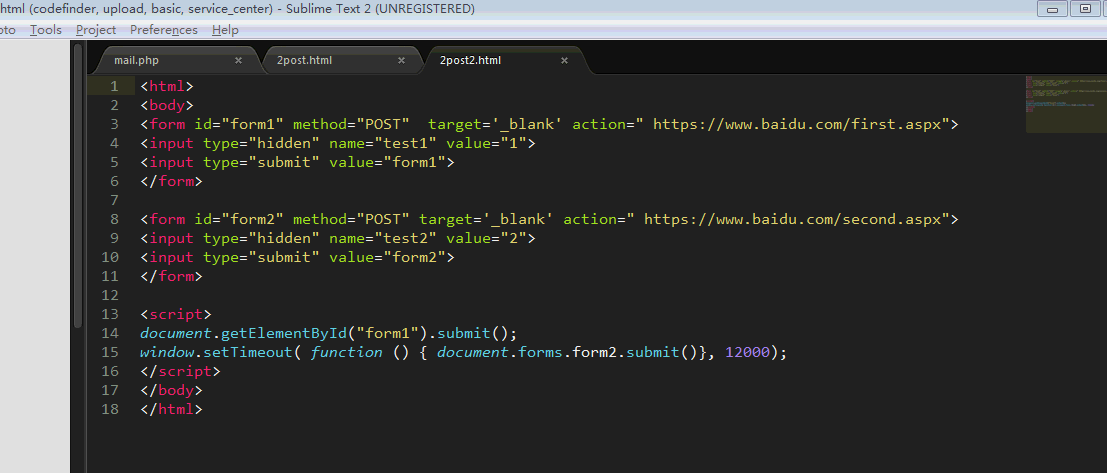 html (codefinder, upload, basic, service_center) - Sublime Text 2 (UNREGISTERED)
Tools Project Preferences Help
mail.php × 2post.html × 2post2.html ×
1 <html>
2 <body>
3 <form id="form1" method="POST"  target='_blank' action=" https://www.baidu.com/first.aspx">
4 <input type="hidden" name="test1" value="1">
5 <input type="submit" value="form1">
6 </form>
7
8 <form id="form2" method="POST" target='_blank' action=" https://www.baidu.com/second.aspx">
9 <input type="hidden" name="test2" value="2">
10 <input type="submit" value="form2">
11 </form>
12
13 <script>
14 document.getElementById("form1").submit();
15 window.setTimeout( function () { document.forms.form2.submit()}, 12000);
16 </script>
17 </body>
18 </html>